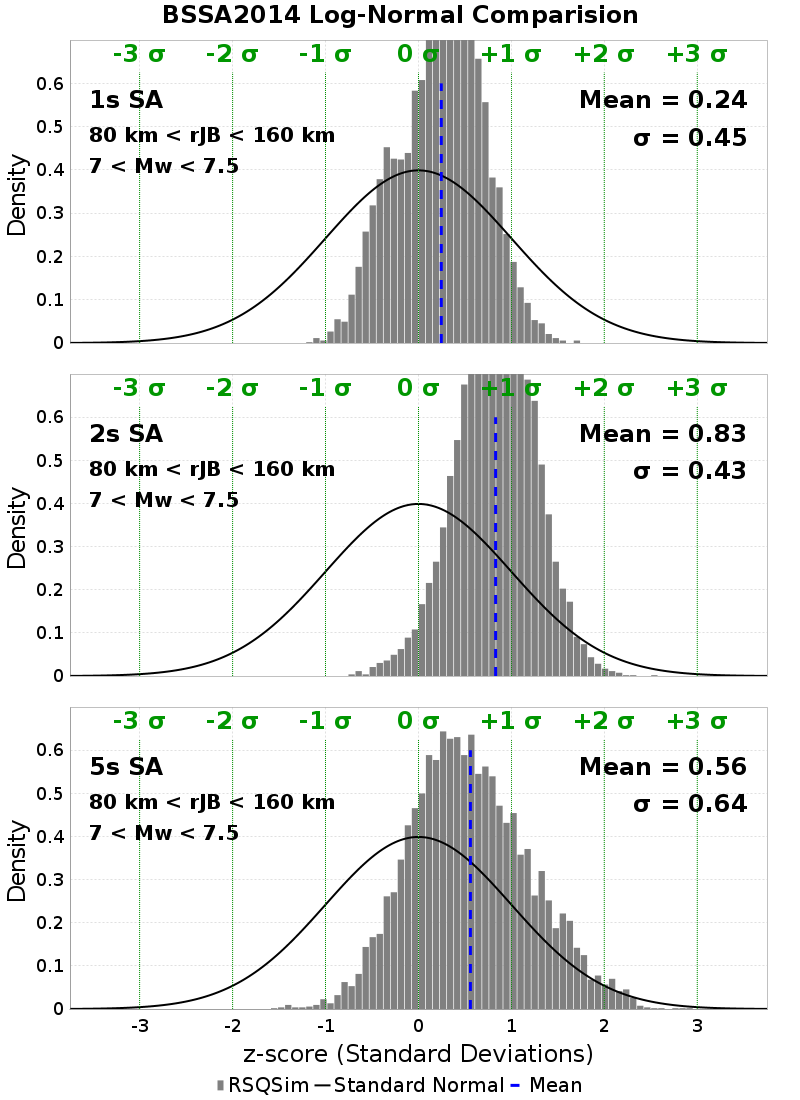 BSSA2014 Log-Normal Comparision
-3 σ -2 σ -1 σ 0 σ +1 σ +2 σ +3 σ
1s SA
Mean = 0.24
80 km < rJB < 160 km
σ = 0.45
7 < Mw < 7.5
Density
0.6
0.5
0.4
0.3
0.2
0.1
0
-3 σ -2 σ -1 σ 0 σ +1 σ +2 σ +3 σ
2s SA
Mean = 0.83
80 km < rJB < 160 km
σ = 0.43
7 < Mw < 7.5
Density
0.6
0.5
0.4
0.3
0.2
0.1
0
-3 σ -2 σ -1 σ 0 σ +1 σ +2 σ +3 σ
5s SA
Mean = 0.56
80 km < rJB < 160 km
σ = 0.64
7 < Mw < 7.5
Density
0.6
0.5
0.4
0.3
0.2
0.1
0
-3 -2 -1 0 1 2 3
z-score (Standard Deviations)
RSQSim Standard Normal Mean